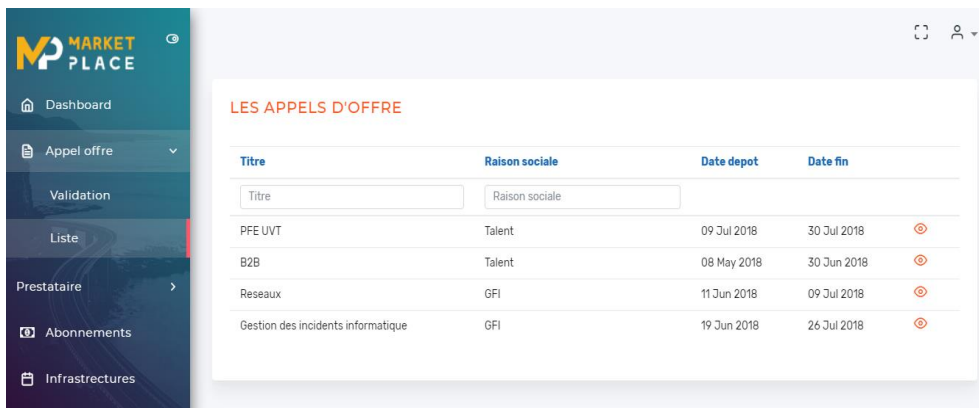 MARKET
PLACE
Dashboard
Appel offre
Validation
Liste
Prestataire
Abonnements
Infrastrectures
LES APPELS D'OFFRE
Titre Raison sociale Date depot Date fin
Titre Raison sociale
PFE UVT Talent 09 Jul 2018 30 Jul 2018
B2B Talent 08 May 2018 30 Jun 2018
Reseaux GFI 11 Jun 2018 09 Jul 2018
Gestion des incidents informatique GFI 19 Jun 2018 26 Jul 2018